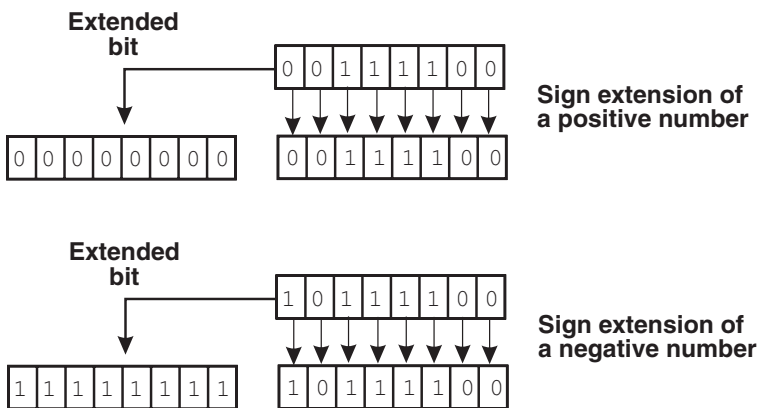 Extended
bit
0 0 1 1 1 1 0 0
Sign extension of
a positive number
0 0 0 0 0 0 0 0
0 0 1 1 1 1 0 0
Extended
bit
1 0 1 1 1 1 0 0
Sign extension of
a negative number
1 1 1 1 1 1 1 1
1 0 1 1 1 1 0 0